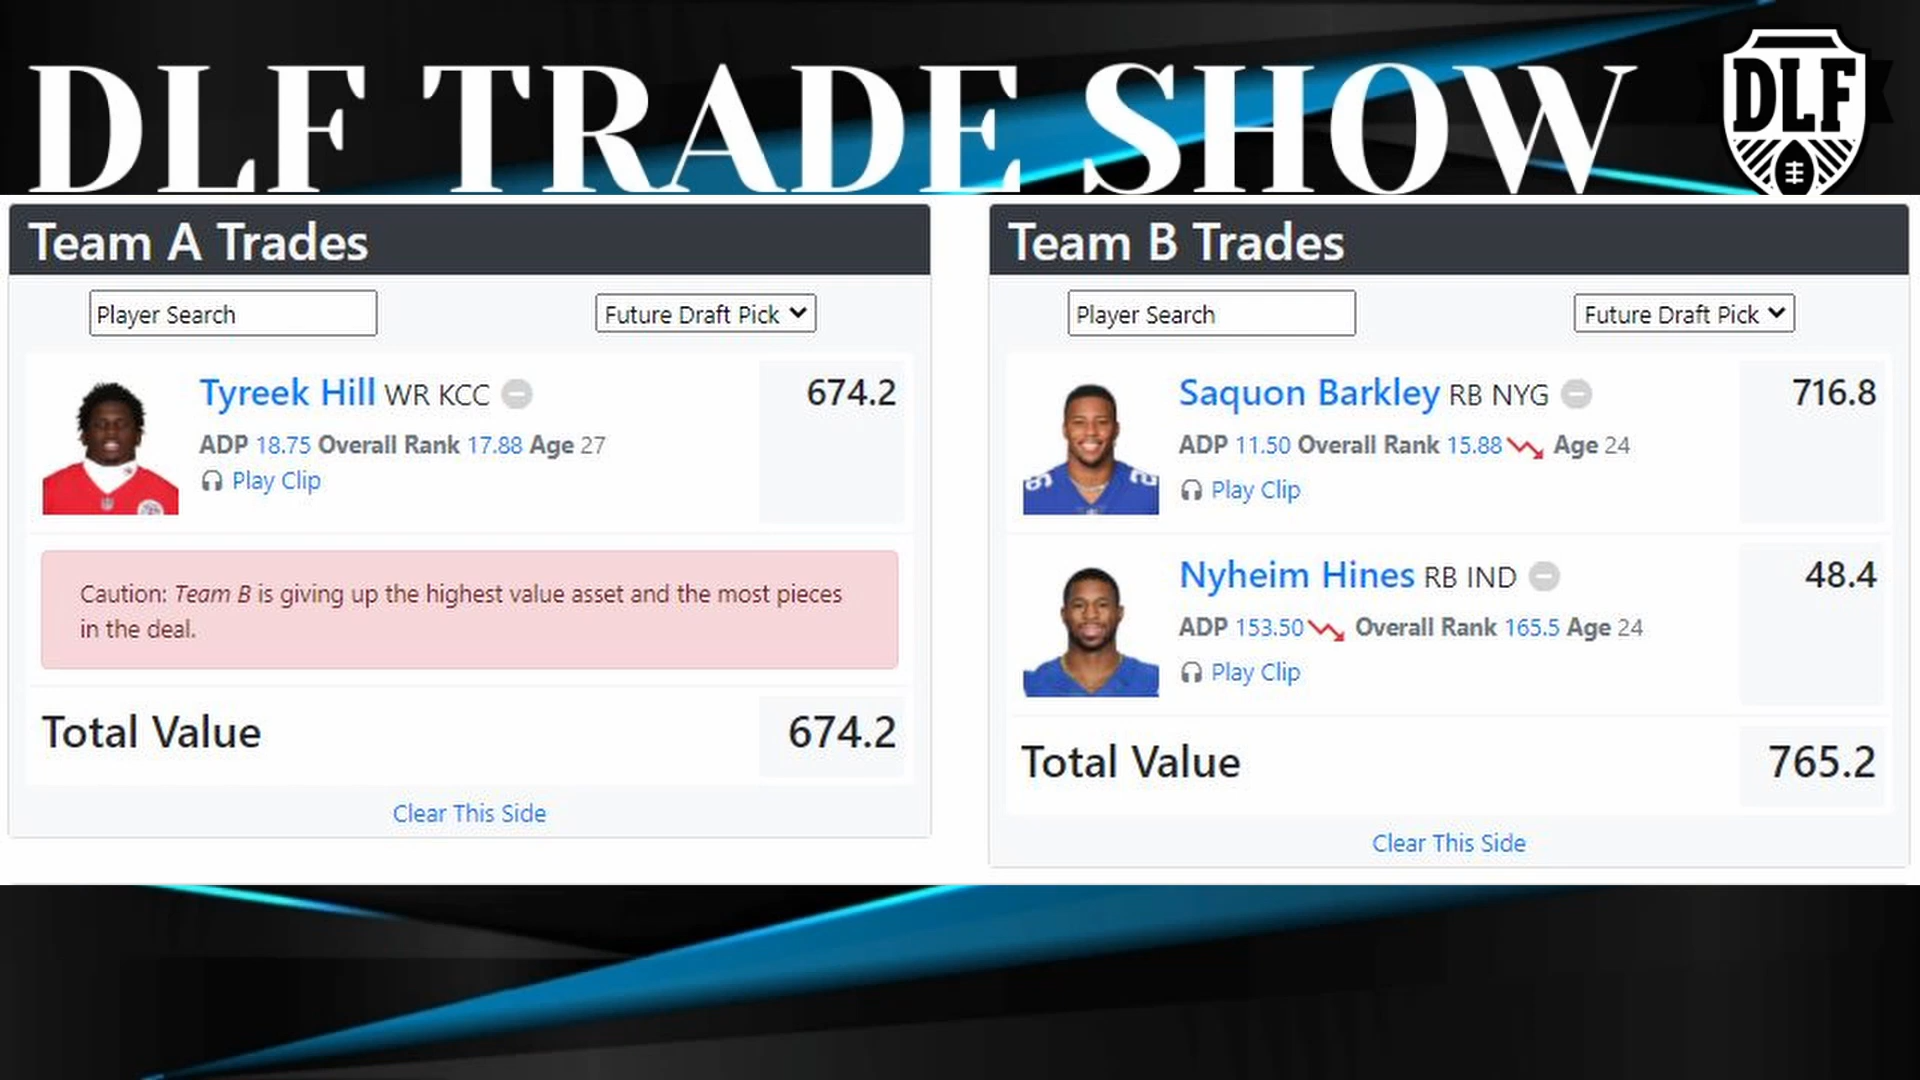 DLF TRADE SHOW
DLF
Team A Trades
Player Search
Future Draft Pick
Tyreek Hill WR KCC
674.2
ADP 18.75 Overall Rank 17.88 Age 27
Play Clip
Caution: Team B is giving up the highest value asset and the most pieces
in the deal.
Total Value
674.2
Clear This Side
Team B Trades
Player Search
Future Draft Pick
Saquon Barkley RB NYG
716.8
ADP 11.50 Overall Rank 15.88 Age 24
Play Clip
Nyheim Hines RB IND
48.4
ADP 153.50 Overall Rank 165.5 Age 24
Play Clip
Total Value
765.2
Clear This Side